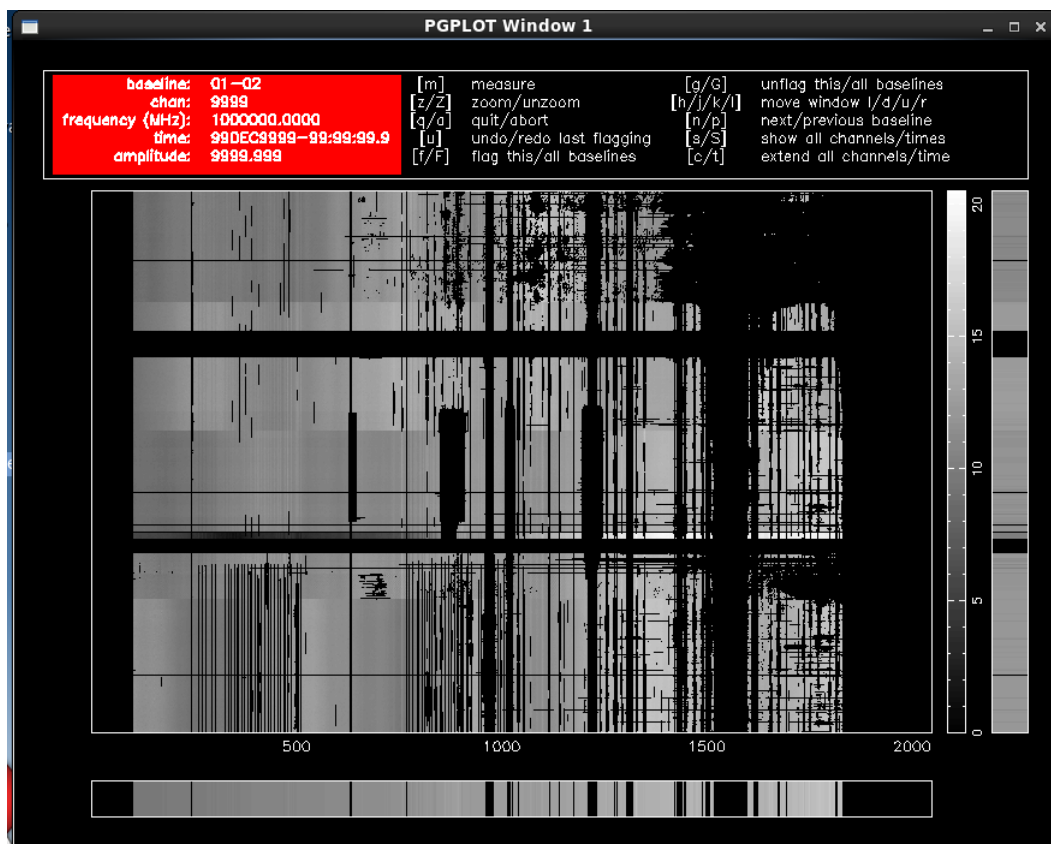 PGPLOT Window 1
baseline: 01-02 [m] measure [g/G] unflag this/all baselines
chan: 9999 [z/Z] zoom/unzoom [h/j/k/l] move window l/d/u/r
frequency (MHz): 1000000.0000 [q/a] quit/abort [n/p] next/previous baseline
time: 99DEC9999-99:99:99.9 [u] undo/redo last flagging [s/S] show all channels/times
amplitude: 9999.999 [f/F] flag this/all baselines [c/t] extend all channels/time
20
15
10
5
0
500 1000 1500 2000